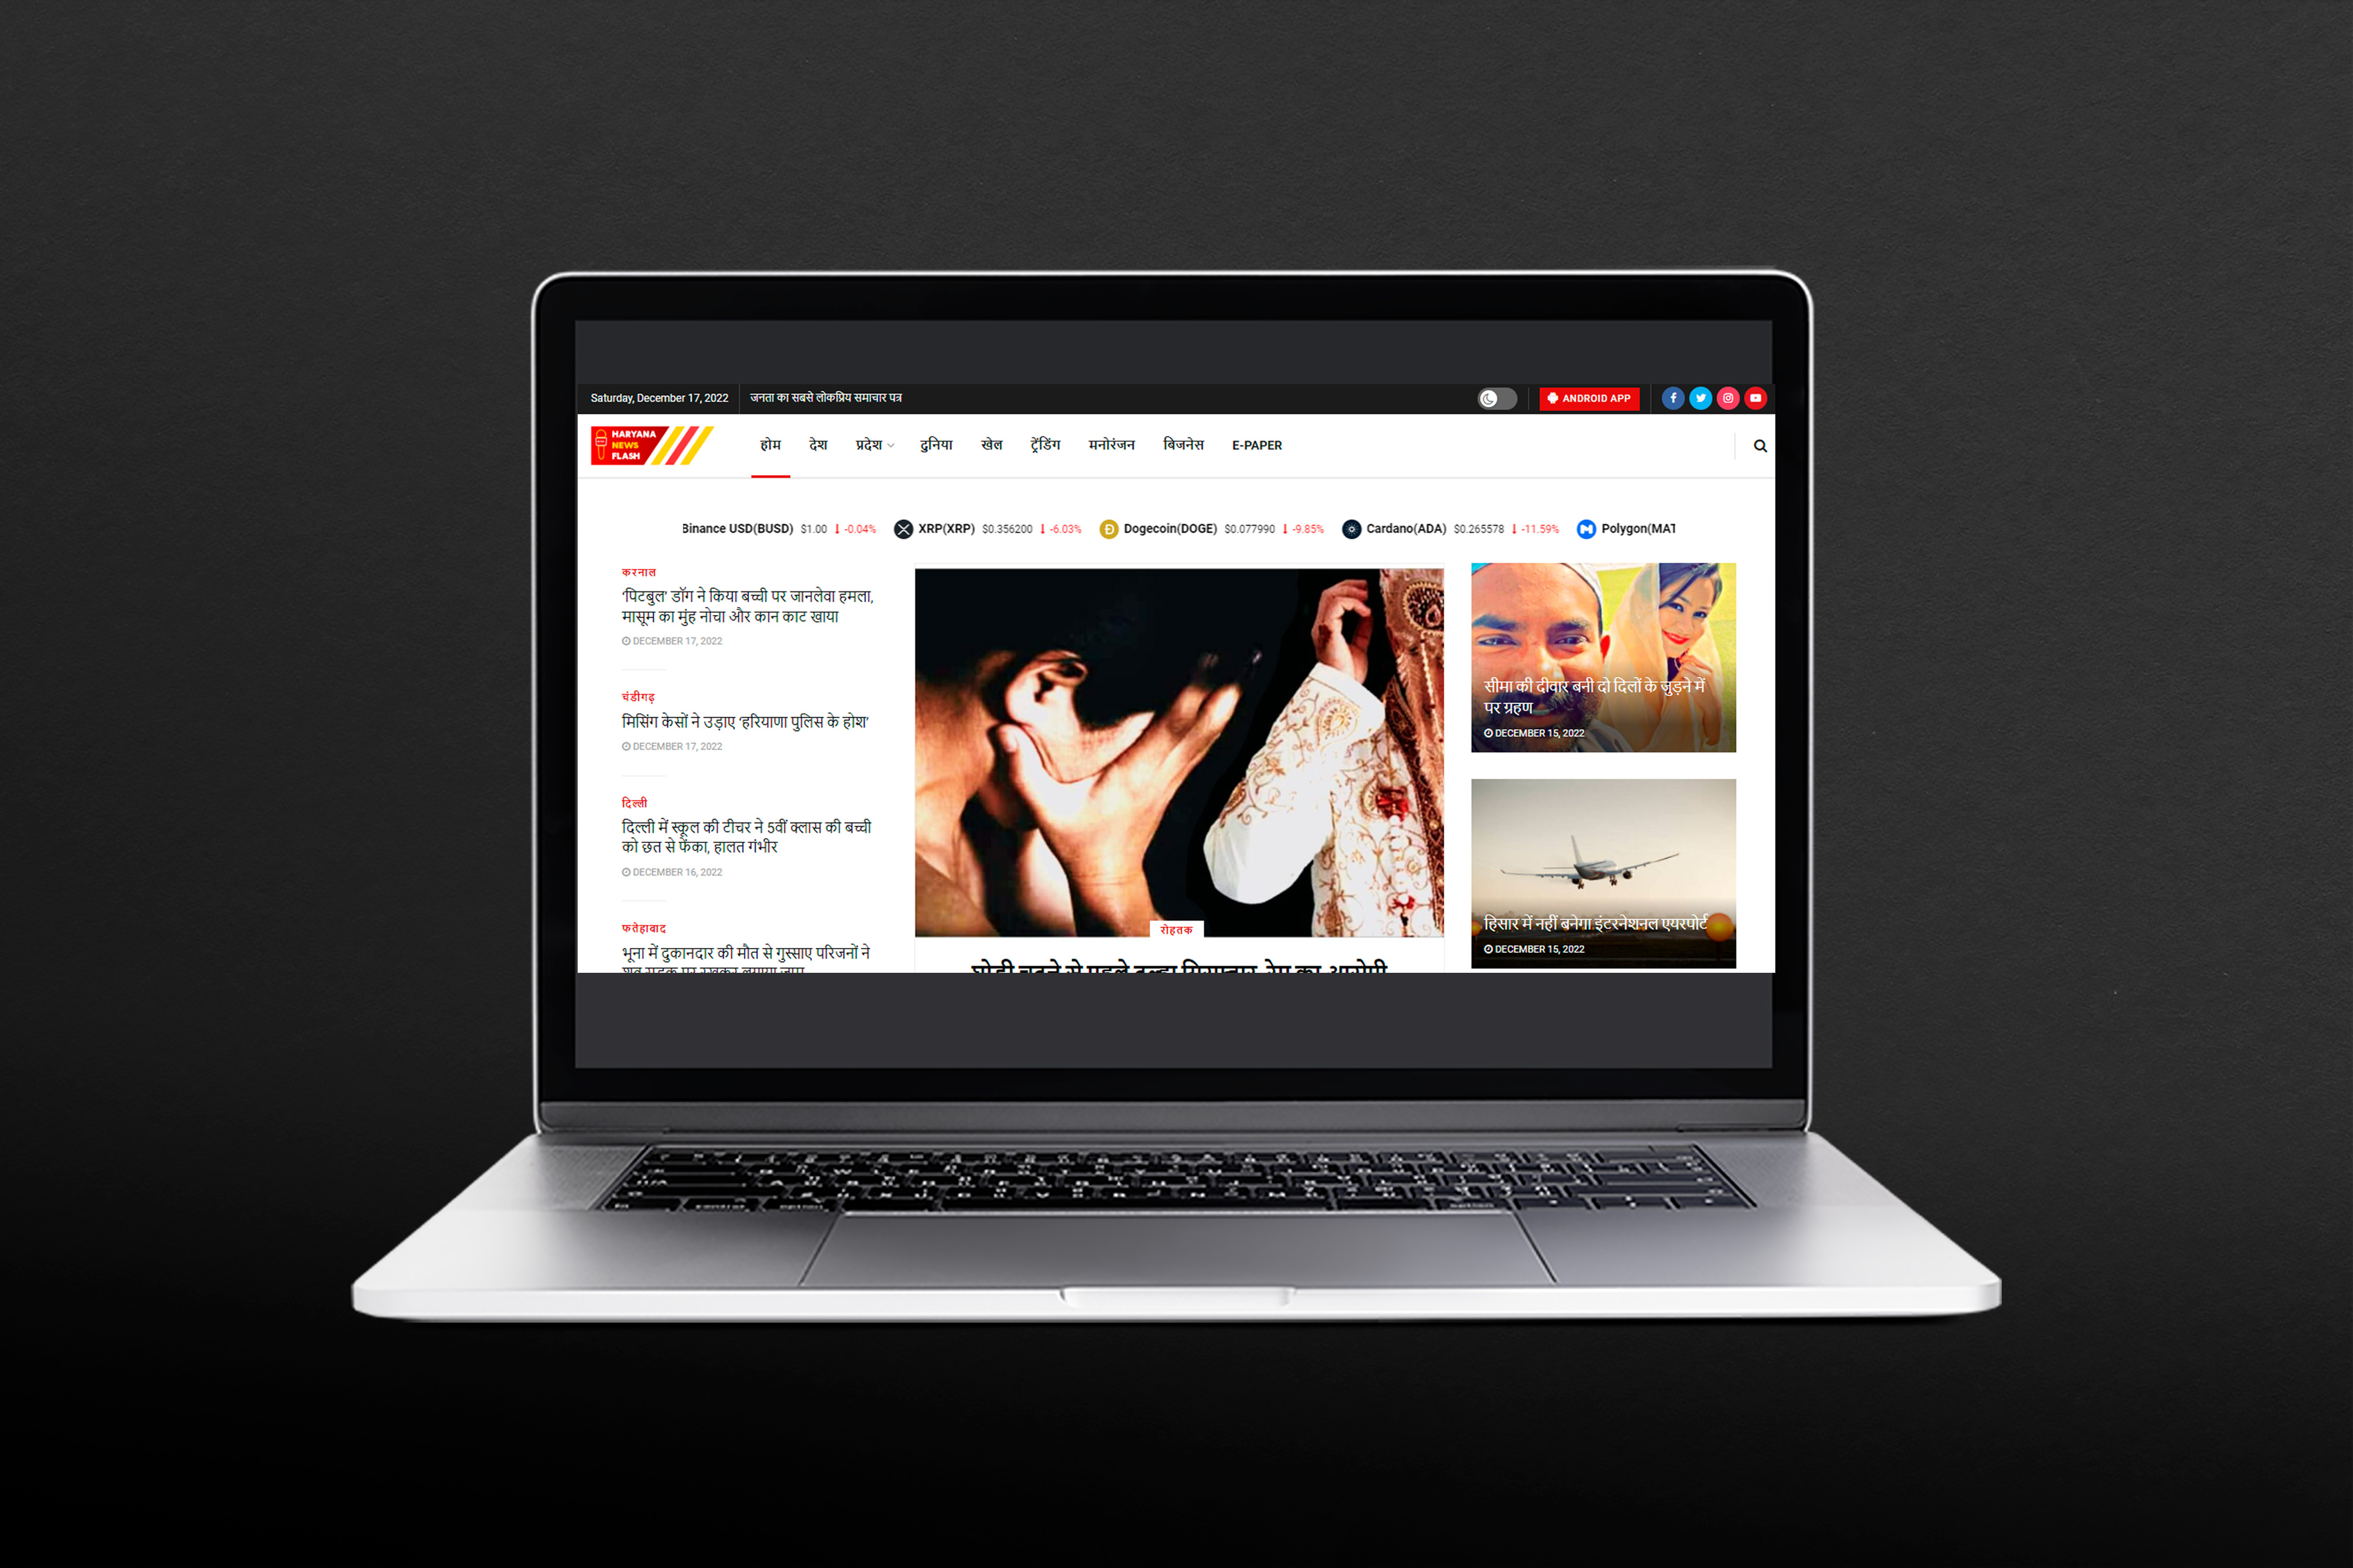 Saturday, December 17, 2022 जनता का सबसे लोकप्रिय समाचार पत्र
ANDROID APP
HARYANA
NEWS
FLASH
होम देश प्रदेश दुनिया खेल ट्रेंडिंग मनोरंजन बिजनेस E-PAPER
Binance USD(BUSD) $1.00 -0.04% XRP(XRP) $0.356200 -6.03% Dogecoin(DOGE) $0.077990 -9.85% Cardano(ADA) $0.265578 -11.59% Polygon(MAT
करनाल
'पिटबुल' डॉग ने किया बच्ची पर जानलेवा हमला,
मासूम का मुंह नोचा और कान काट खाया
DECEMBER 17, 2022
चंडीगढ़
मिसिंग केसों ने उड़ाए 'हरियाणा पुलिस के होश'
DECEMBER 17, 2022
दिल्ली
दिल्ली में स्कूल की टीचर ने 5वीं क्लास की बच्ची
को छत से फेंका, हालत गंभीर
DECEMBER 16, 2022
फतेहाबाद
भूना में दुकानदार की मौत से गुस्साए परिजनों ने
रोहतक
सीमा की दीवार बनी दो दिलों के जुड़ने में
पर ग्रहण
DECEMBER 15, 2022
हिसार में नहीं बनेगा इंटरनेशनल एयरपोर्ट
DECEMBER 15, 2022